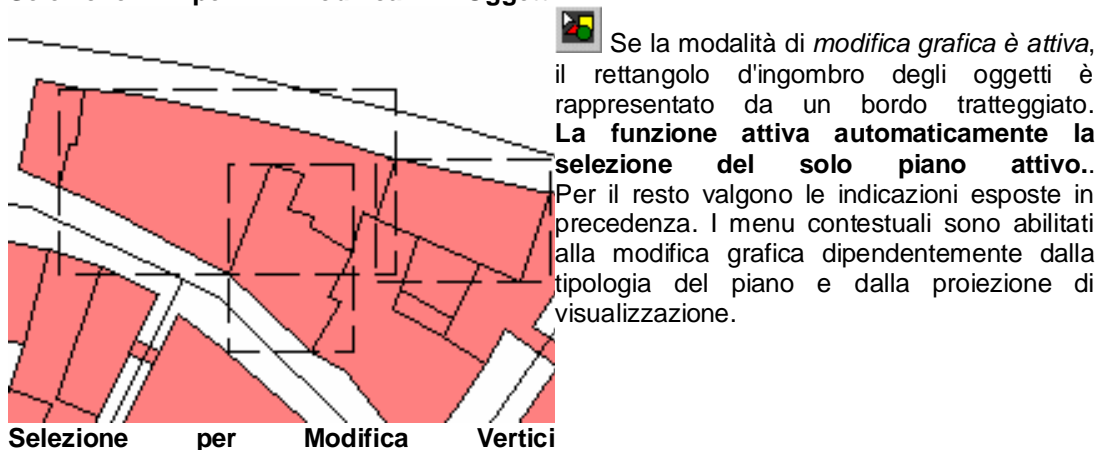 Se la modalità di modifica grafica è attiva,
il rettangolo d'ingombro degli oggetti è
rappresentato da un bordo tratteggiato.
La funzione attiva automaticamente la
selezione del solo piano attivo..
Per il resto valgono le indicazioni esposte in
precedenza. I menu contestuali sono abilitati
alla modifica grafica dipendentemente dalla
tipologia del piano e dalla proiezione di
visualizzazione.
Selezione per Modifica Vertici